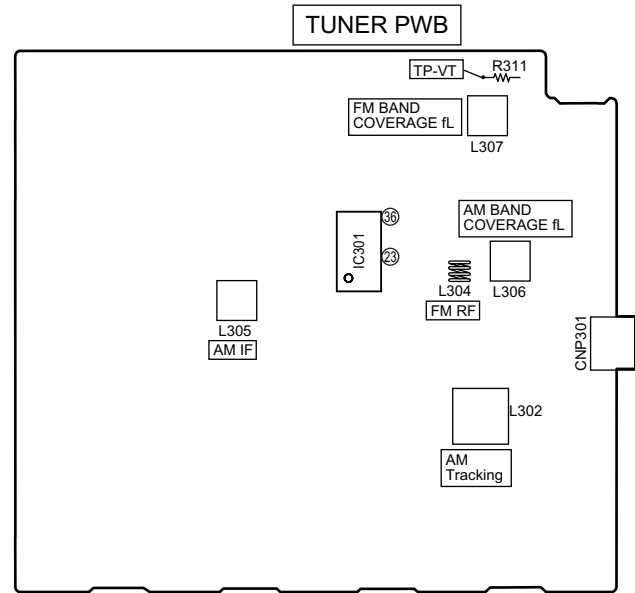 TUNER PWB
TP-VT
R311
FM BAND
COVERAGE fL
L307
AM BAND
COVERAGE fL
36
IC301
23
L304
L306
FM RF
L305
AM IF
CNP301
L302
AM
Tracking